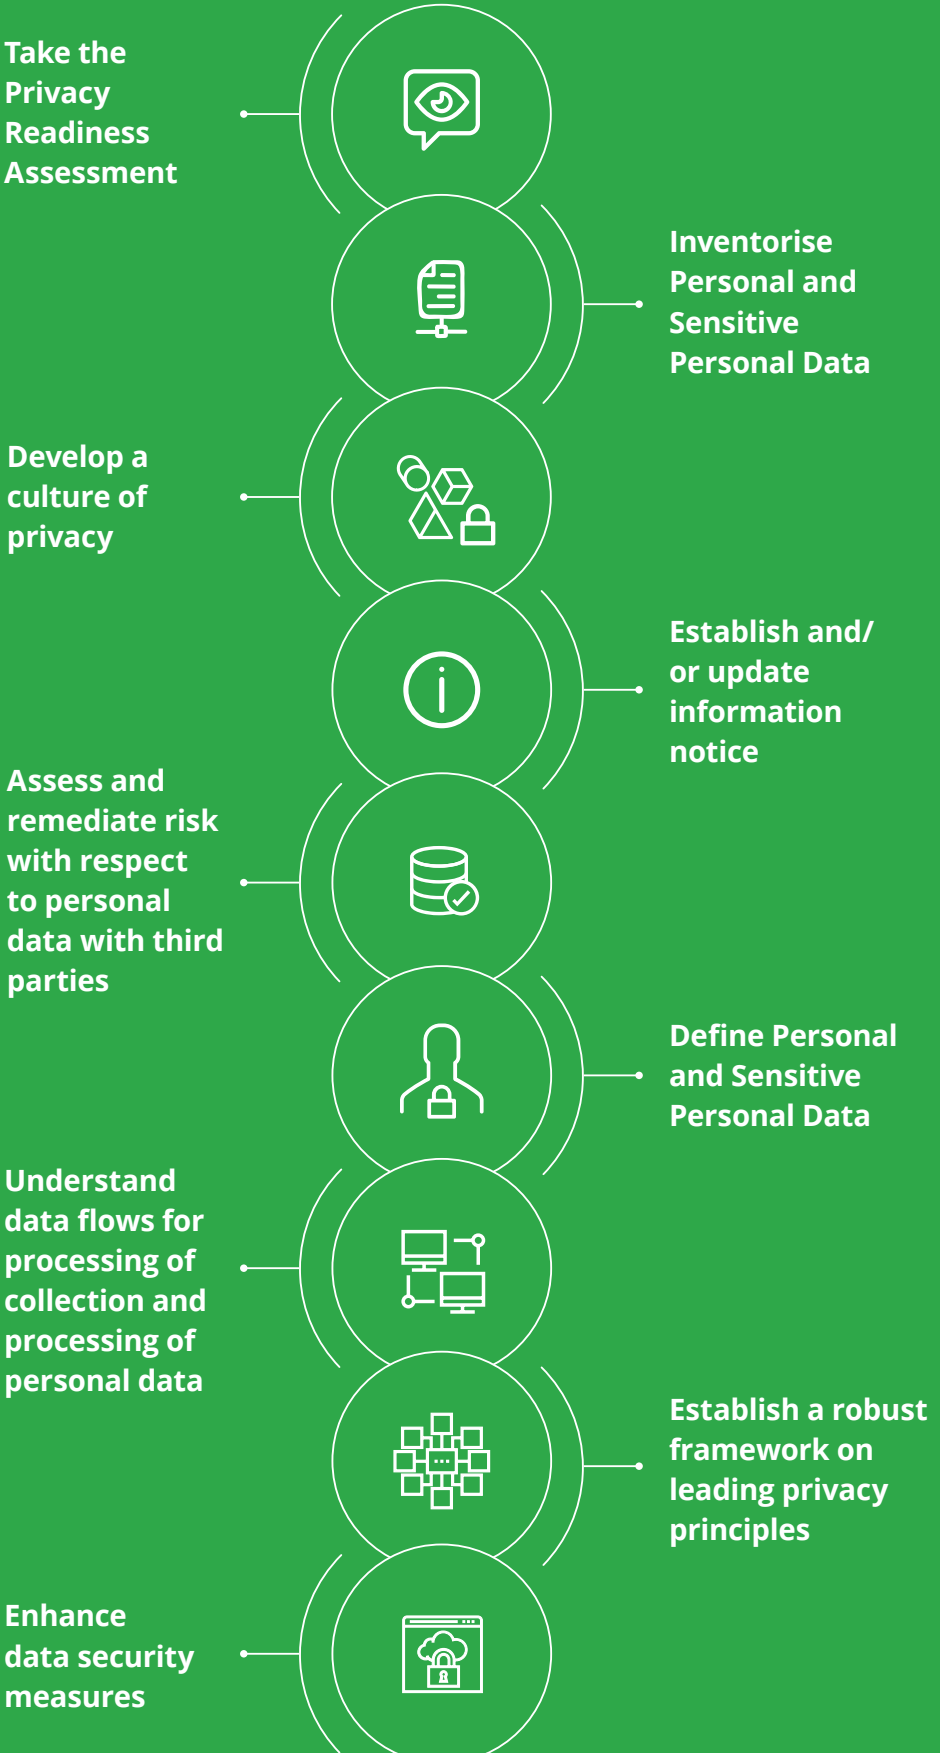 Take the
Privacy
Readiness
Assessment
Inventorise
Personal and
Sensitive
Personal Data
Develop a
culture of
privacy
Establish and/
or update
information
notice
Assess and
remediate risk
with respect
to personal
data with third
parties
Define Personal
and Sensitive
Personal Data
Understand
data flows for
processing of
collection and
processing of
personal data
Establish a robust
framework on
leading privacy
principles
Enhance
data security
measures